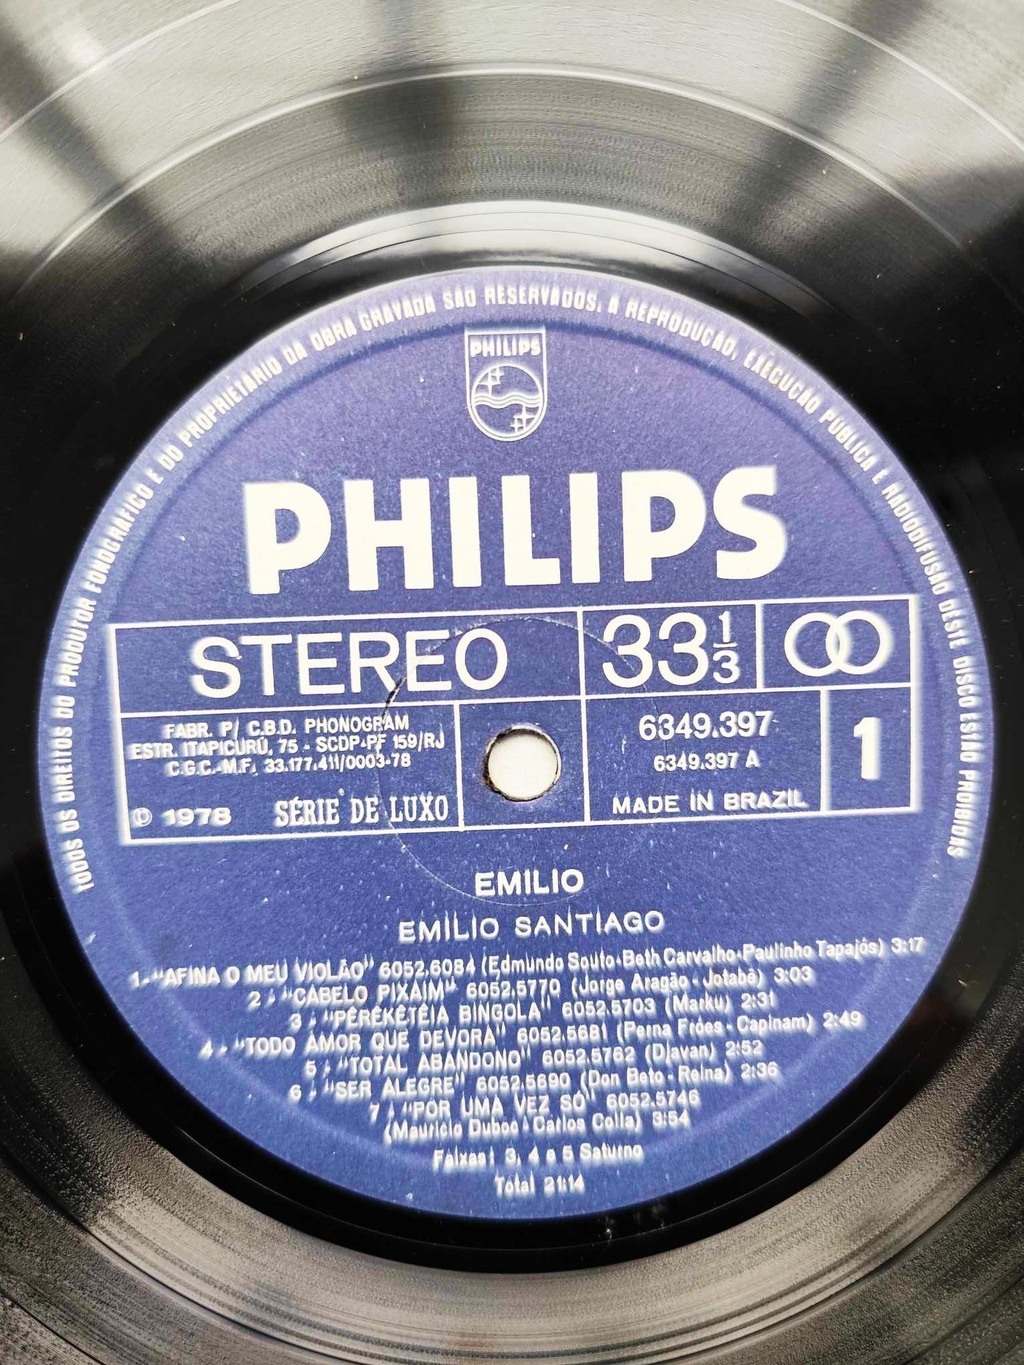 TODOS OS DIREITOS DO PRODUTOR FONOGRÁFICO E DO PROPRIETÁRIO DA OBRA GRAVADA SÃO RESERVADOS. A REPRODUÇÃO, EXECUÇÃO PÚBLICA E RADIODIFUSÃO DESTE DISCO ESTÃO PROIBIDAS
PHILIPS
PHILIPS
STEREO
33 1/3
FABR. P/ C.B.D. PHONOGRAM
ESTR. ITAPICURÚ, 75 - SCDP-PF 159/RJ
C.G.C.-M.F. 33.177.411/0003-78
℗ 1978 SÉRIE DE LUXO
6349.397
6349.397 A
MADE IN BRAZIL
1
EMILIO
EMÍLIO SANTIAGO
1- "AFINA O MEU VIOLÃO" 6052.6084 (Edmundo Souto-Beth Carvalho-Paulinho Tapajós) 3:17
2 - "CABELO PIXAIM" 6052.5770 (Jorge Aragão - Jotabê) 3:03
3 - "PÉRÉKÊTÉIA BINGOLA" 6052.5703 (Marku) 2:31
4 - "TODO AMOR QUE DEVORA" 6052.5681 (Perna Fróes - Capinam) 2:49
5 - "TOTAL ABANDONO" 6052.5762 (Djavan) 2:52
6 - "SER ALEGRE" 6052.5690 (Don Beto - Reina) 2:36
7 - "POR UMA VEZ SÓ" 6052.5746
(Mauricio Duboc - Carlos Colla) 3:54
Faixas: 3, 4 e 5 Saturno
Total 21:14